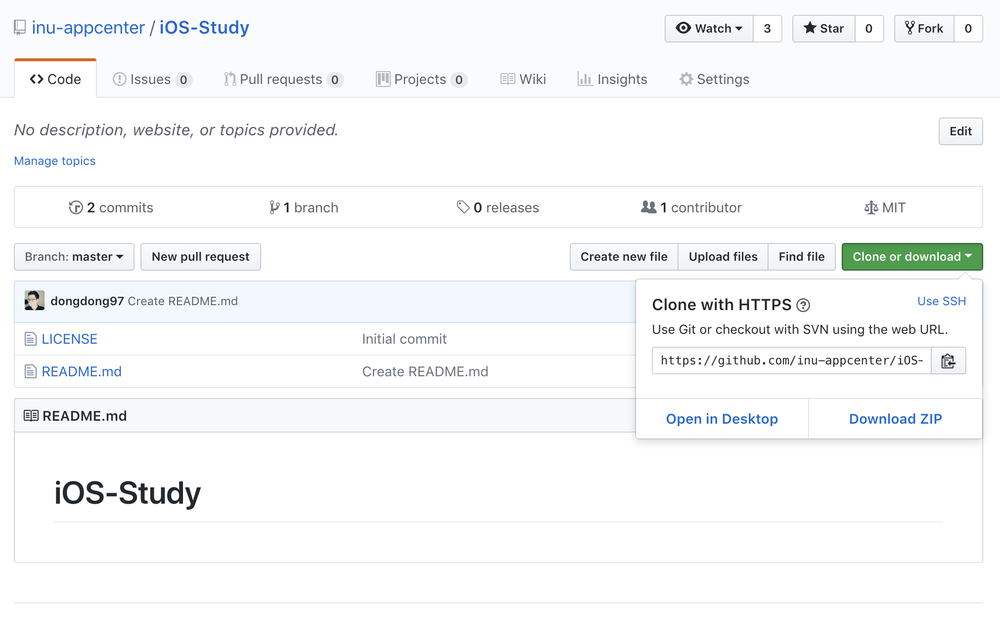 inu-appcenter / iOS-Study
Watch 3
Star 0
Fork 0
Code
Issues 0
Pull requests 0
Projects 0
Wiki
Insights
Settings
No description, website, or topics provided.
Edit
Manage topics
2 commits
1 branch
0 releases
1 contributor
MIT
Branch: master
New pull request
Create new file
Upload files
Find file
Clone or download
dongdong97 Create README.md
LICENSE
Initial commit
README.md
Create README.md
Clone with HTTPS
Use SSH
Use Git or checkout with SVN using the web URL.
https://github.com/inu-appcenter/iOS-
Open in Desktop
Download ZIP
README.md
iOS-Study